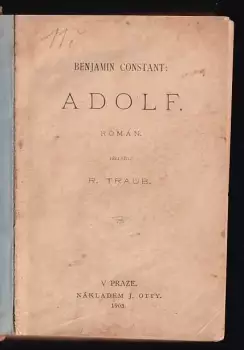 BENJAMIN CONSTANT:
ADOLF.
ROMÁN.
R. TRAUB.
V PRAZE.
NÁKLADEM J. OTTY.